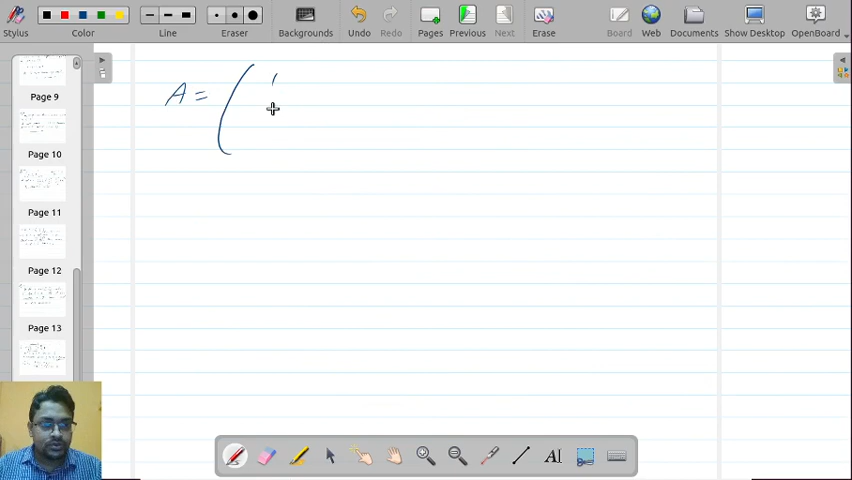 Stylus Color Line Eraser Backgrounds Undo Redo Pages Previous Next Erase Board Web Documents Show Desktop OpenBoard
A = (
Page 9
Page 10
Page 11
Page 12
Page 13